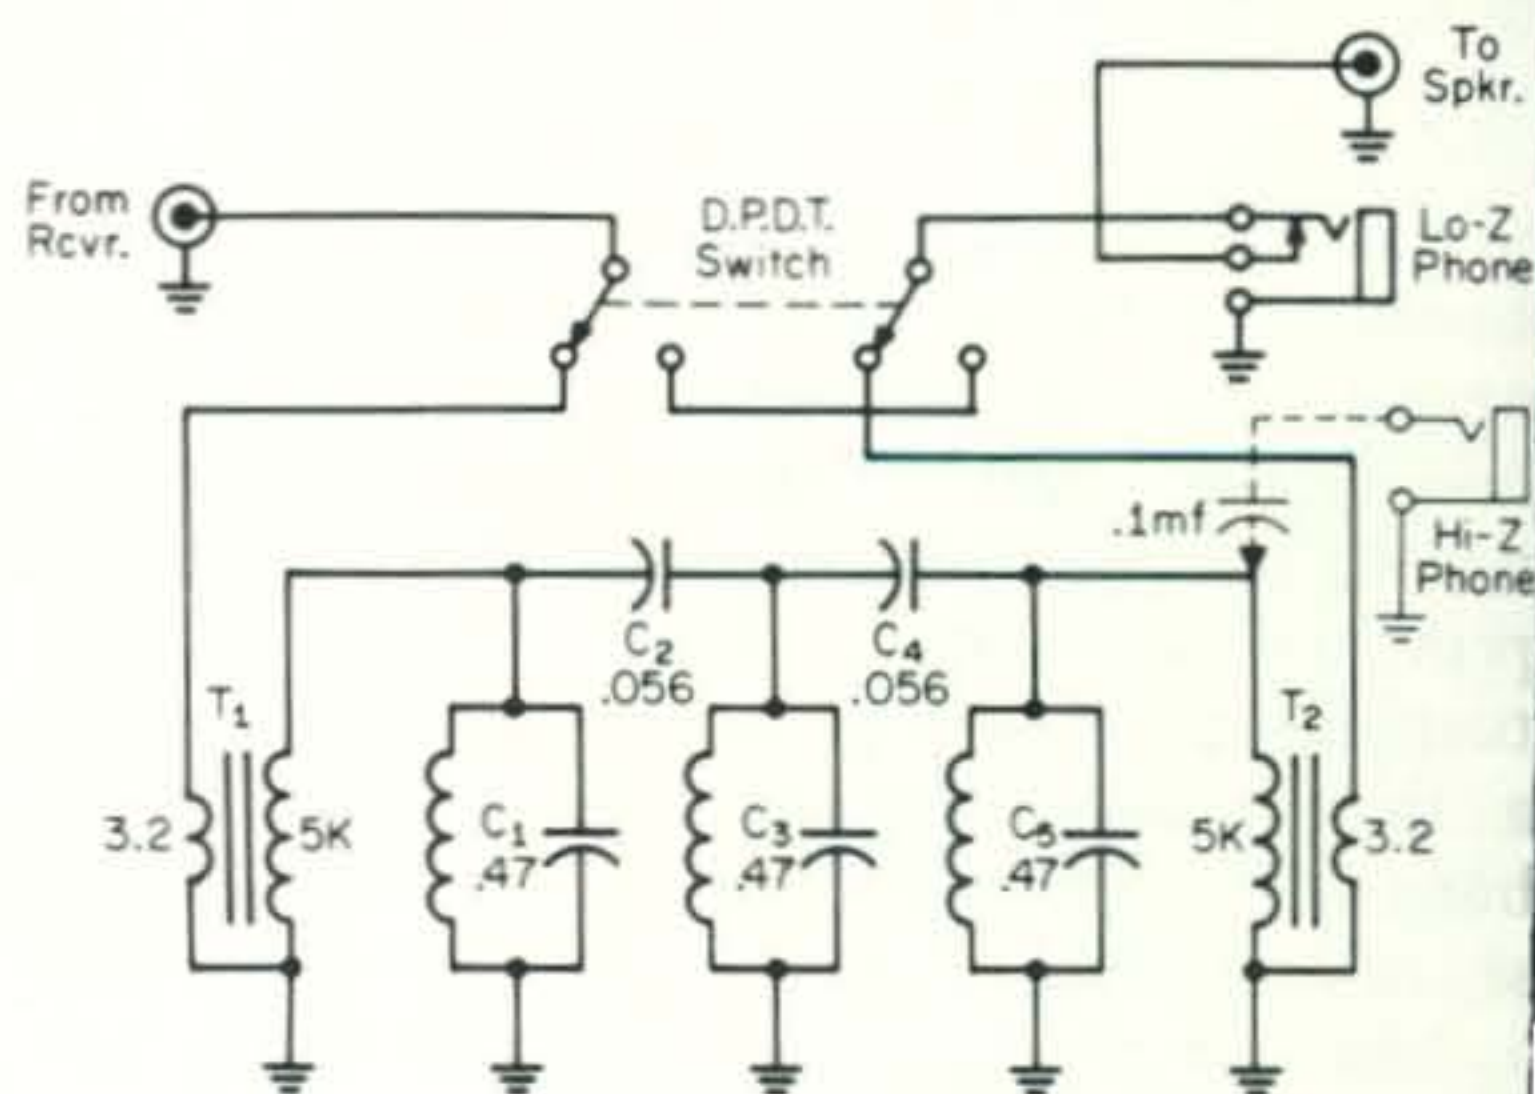 To
Spkr.
From
Rcvr.
D.P.D.T.
Switch
Lo-Z
Phone
.1mf
Hi-Z
Phone
C2
.056
C4
.056
T1
T2
3.2
5K
C1
.47
C3
.47
C5
.47
5K
3.2